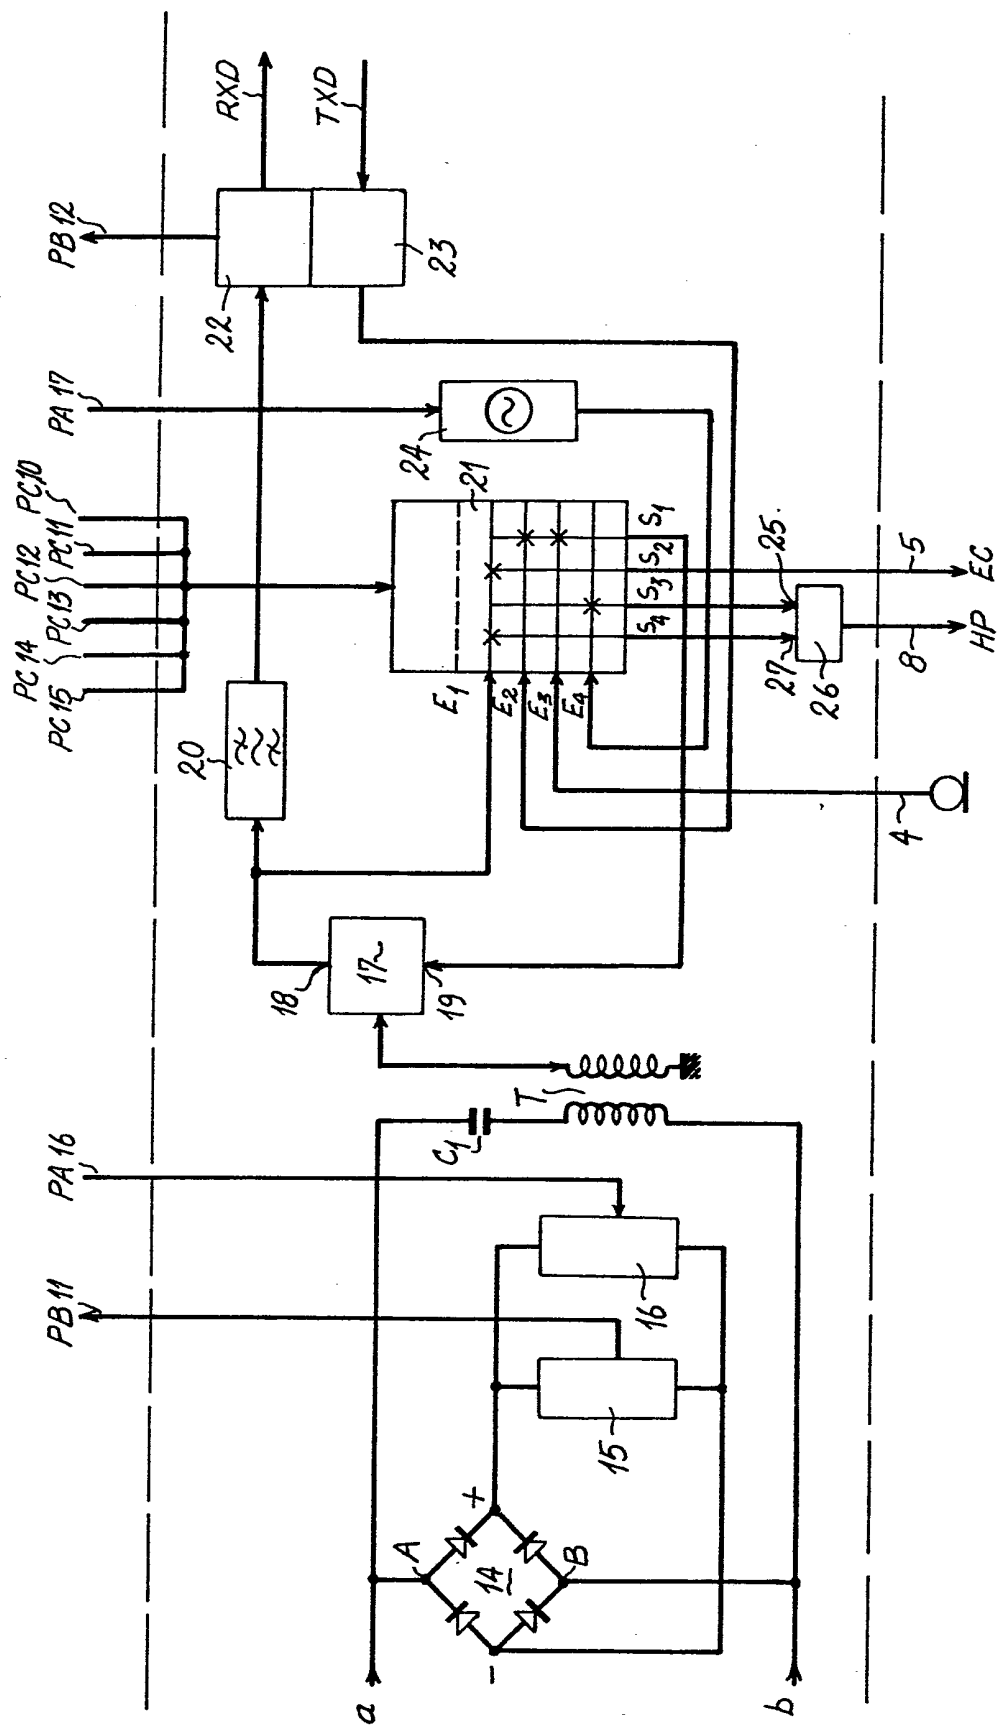 PB11
PA16
PC15
PC14
PC13
PC12
PC11
PC10
PA17
PB12
RXD
TXD
a
A
+
14
-
B
b
15
16
C1
T
18
17
19
20
E1
E2
E3
E4
21
S4
S3
S2
S1
24
22
23
27
25
26
4
8
5
HP
EC